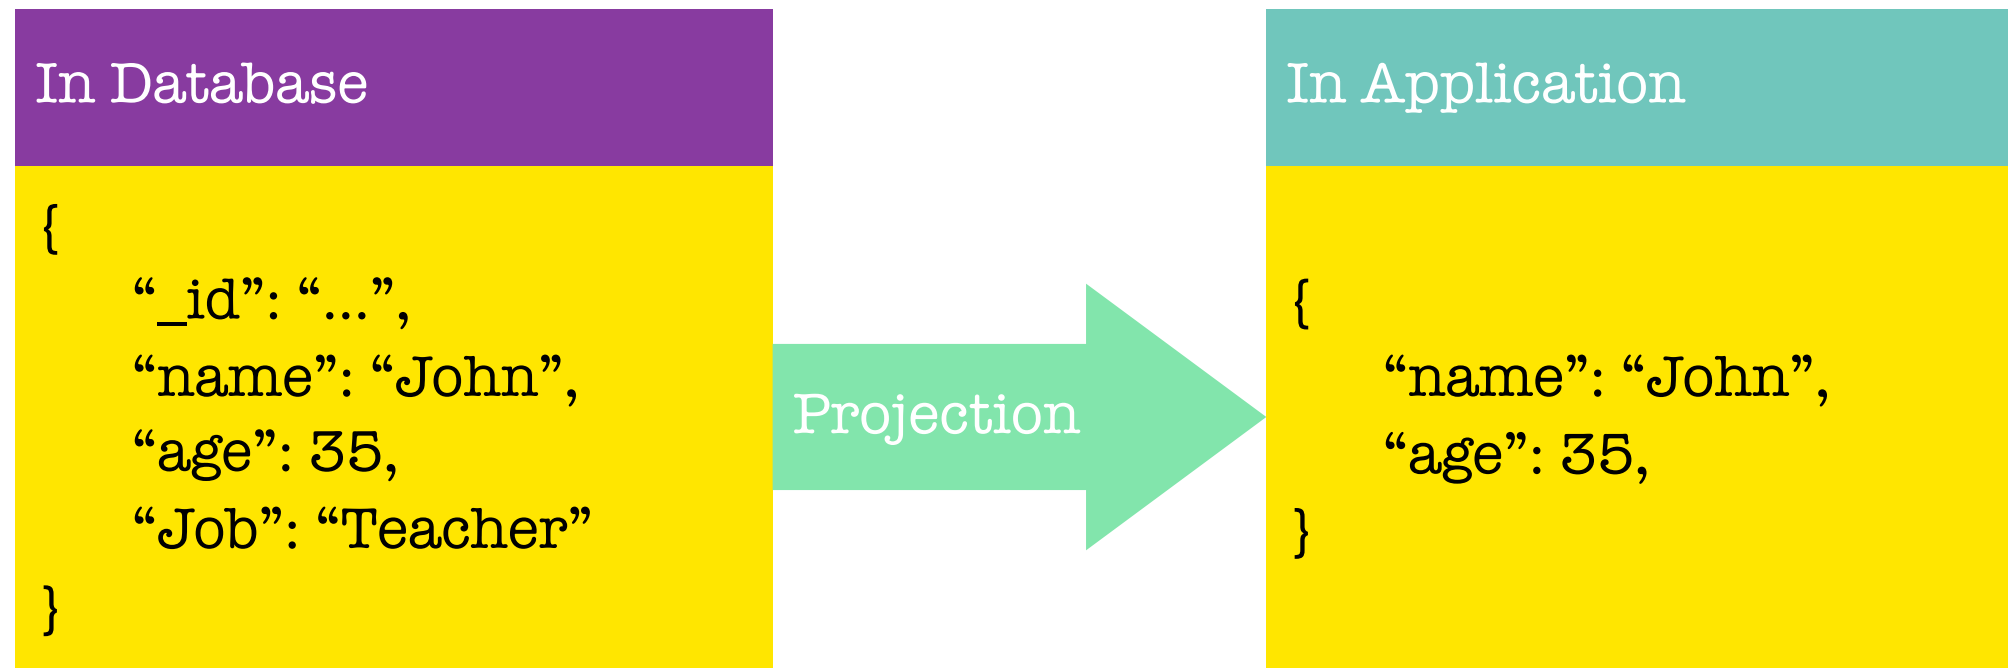 In Database
{
“_id”: “...”,
“name”: “John”,
“age”: 35,
“Job”: “Teacher”
}
Projection
In Application
{
“name”: “John”,
“age”: 35,
}